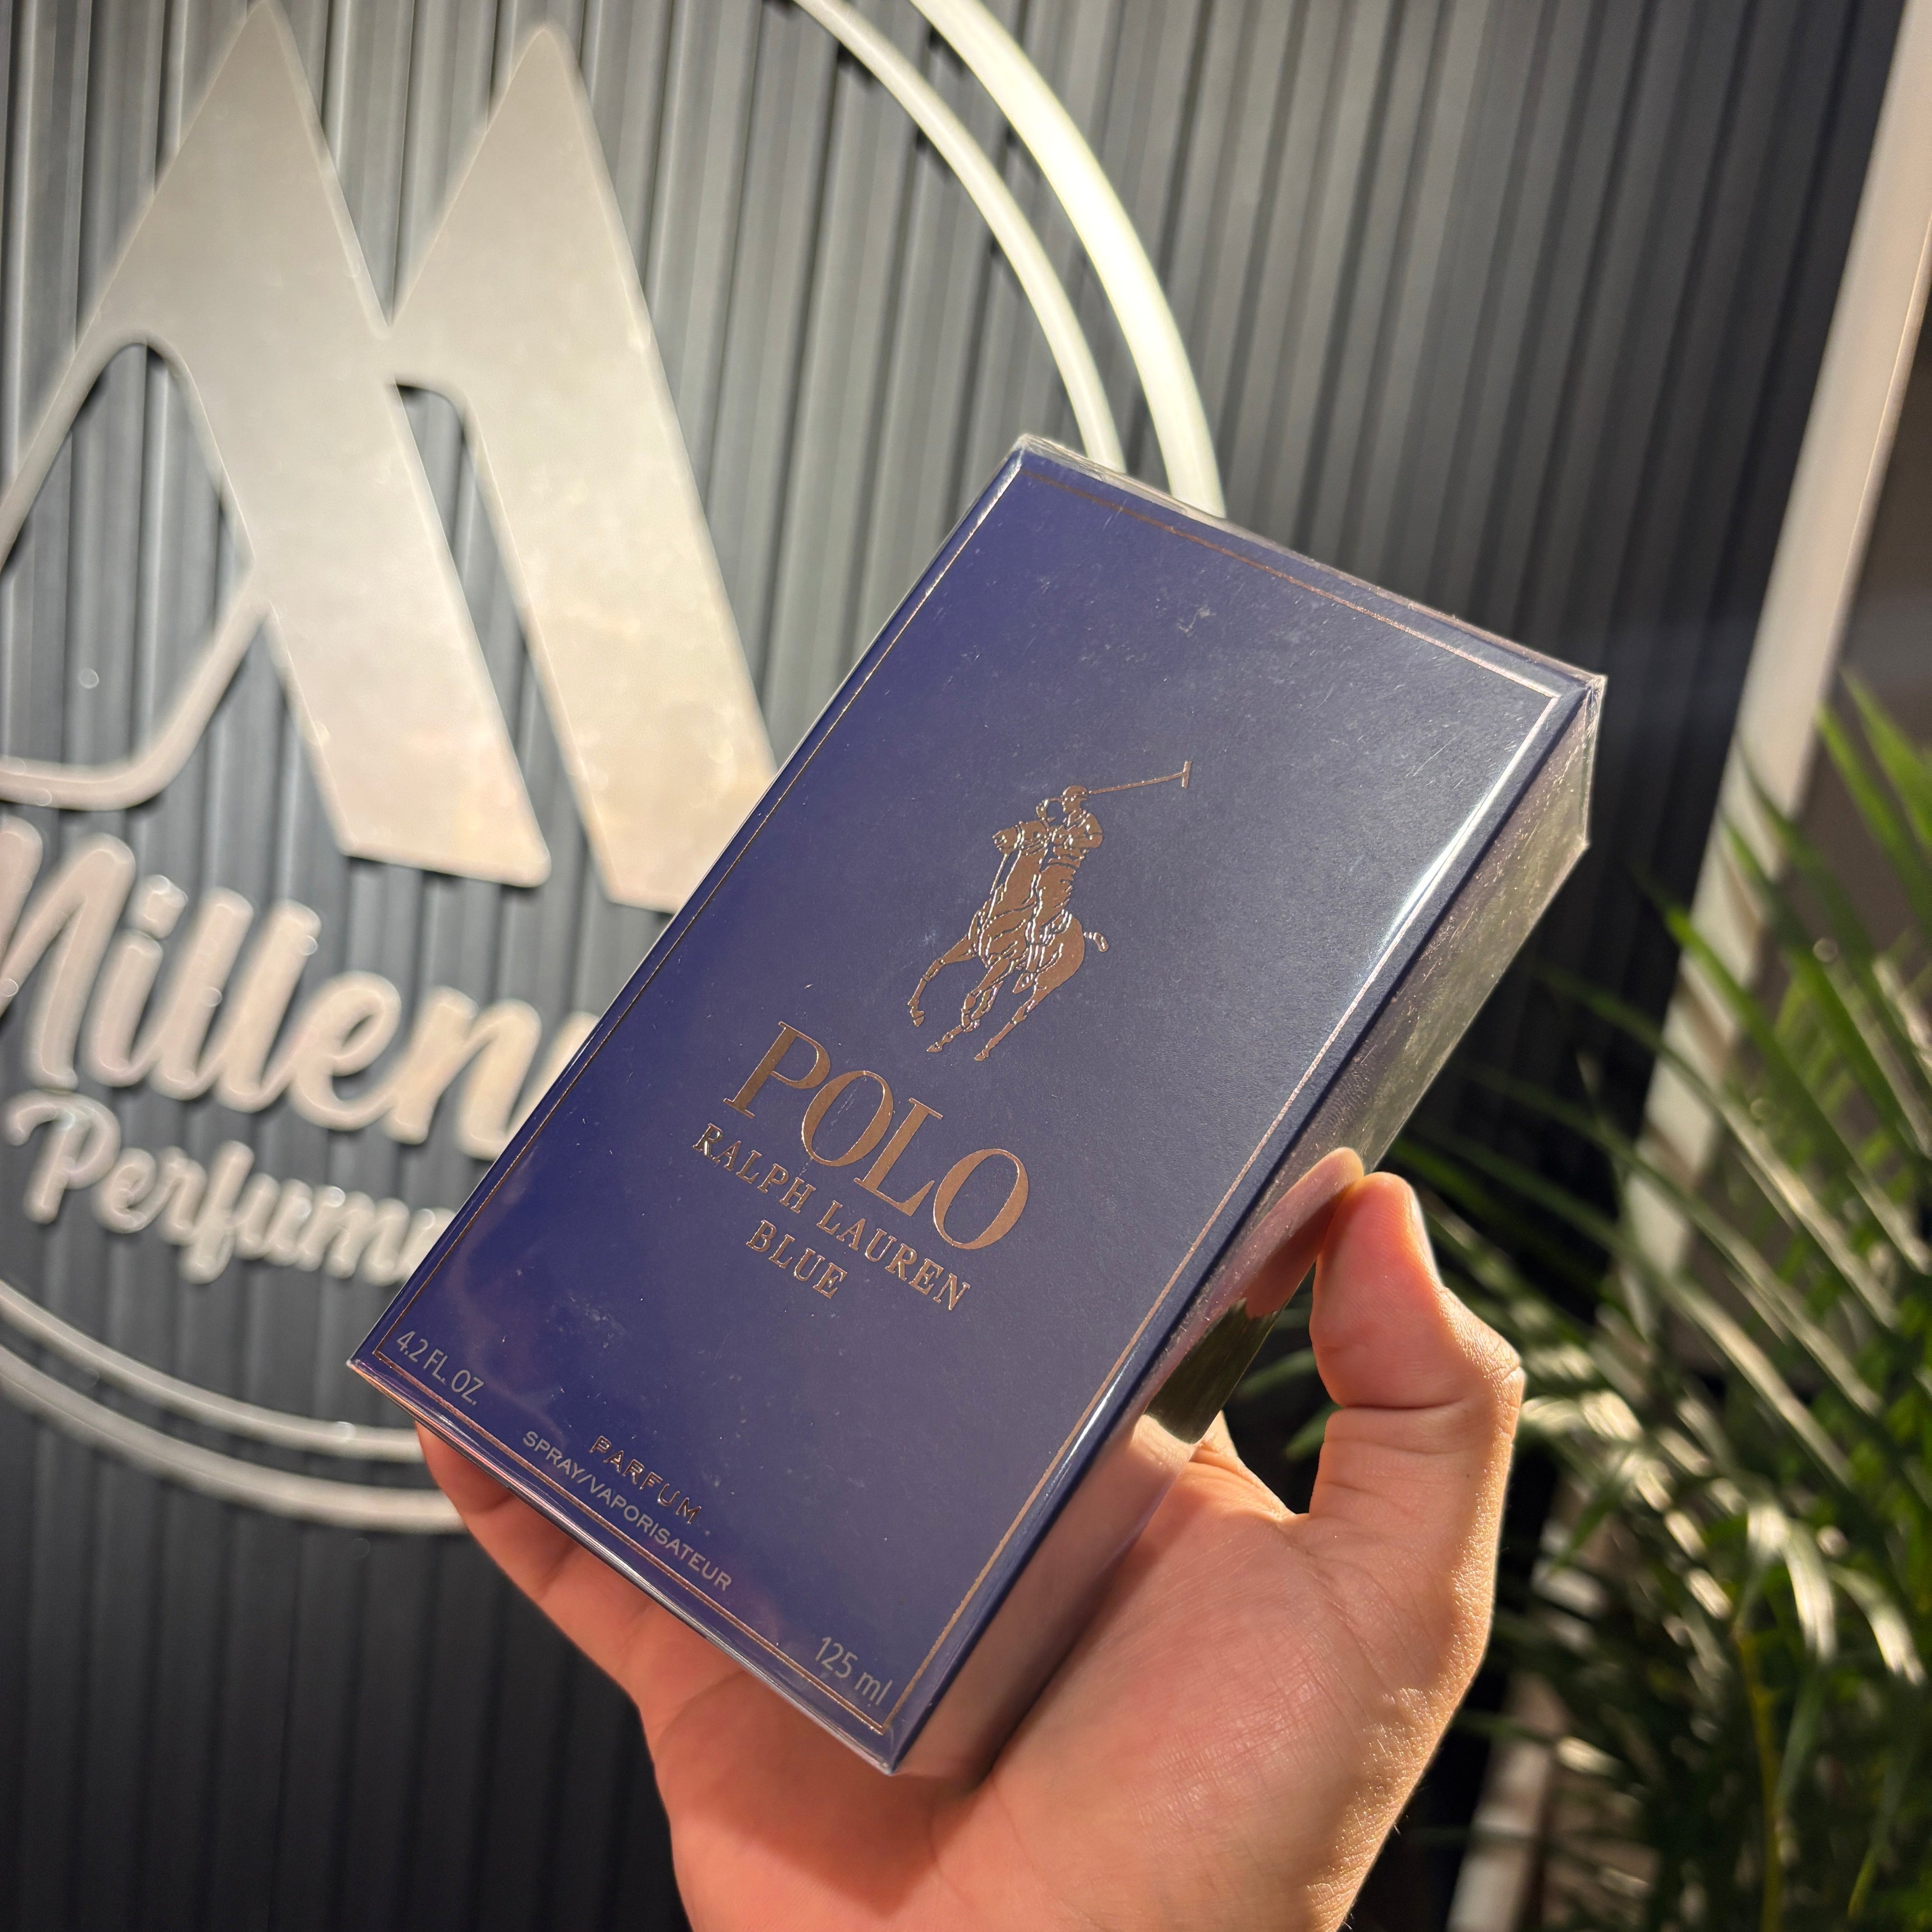 POLO
RALPH LAUREN
BLUE
4.2 FL. OZ.
PARFUM
SPRAY/VAPORISATEUR
125 ml